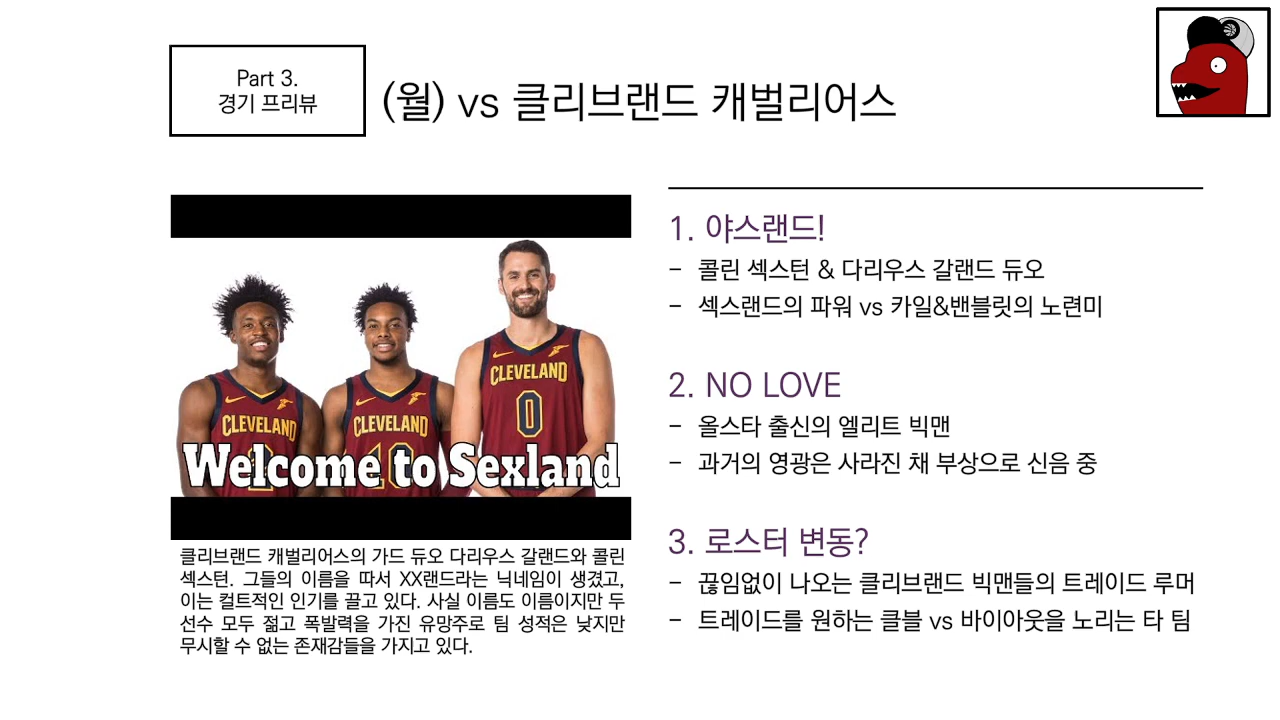 Part 3.
경기 프리뷰
(월) vs 클리브랜드 캐벌리어스
CLEVELAND
CLEVELAND
CLEVELAND
0
Welcome to Sexland
클리브랜드 캐벌리어스의 가드 듀오 다리우스 갈랜드와 콜린
섹스턴. 그들의 이름을 따서 XX랜드라는 닉네임이 생겼고,
이는 컬트적인 인기를 끌고 있다. 사실 이름도 이름이지만 두
선수 모두 젊고 폭발력을 가진 유망주로 팀 성적은 낮지만
무시할 수 없는 존재감들을 가지고 있다.
1. 야스랜드!
- 콜린 섹스턴 & 다리우스 갈랜드 듀오
- 섹스랜드의 파워 vs 카일&밴블릿의 노련미
2. NO LOVE
- 올스타 출신의 엘리트 빅맨
- 과거의 영광은 사라진 채 부상으로 신음 중
3. 로스터 변동?
- 끊임없이 나오는 클리브랜드 빅맨들의 트레이드 루머
- 트레이드를 원하는 클블 vs 바이아웃을 노리는 타 팀